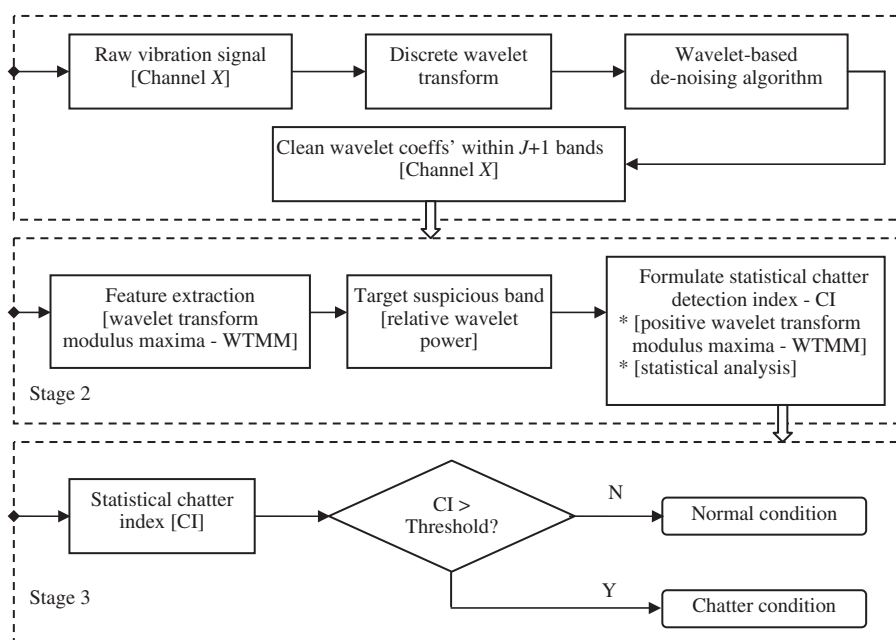 Raw vibration signal
[Channel X]
Discrete wavelet
transform
Wavelet-based
de-noising algorithm
Clean wavelet coeffs’ within J+1 bands
[Channel X]
Feature extraction
[wavelet transform
modulus maxima - WTMM]
Target suspicious band
[relative wavelet
power]
Formulate statistical chatter
detection index - CI
* [positive wavelet transform
modulus maxima - WTMM]
* [statistical analysis]
Stage 2
Statistical chatter
index [CI]
CI >
Threshold?
N
Normal condition
Y
Chatter condition
Stage 3